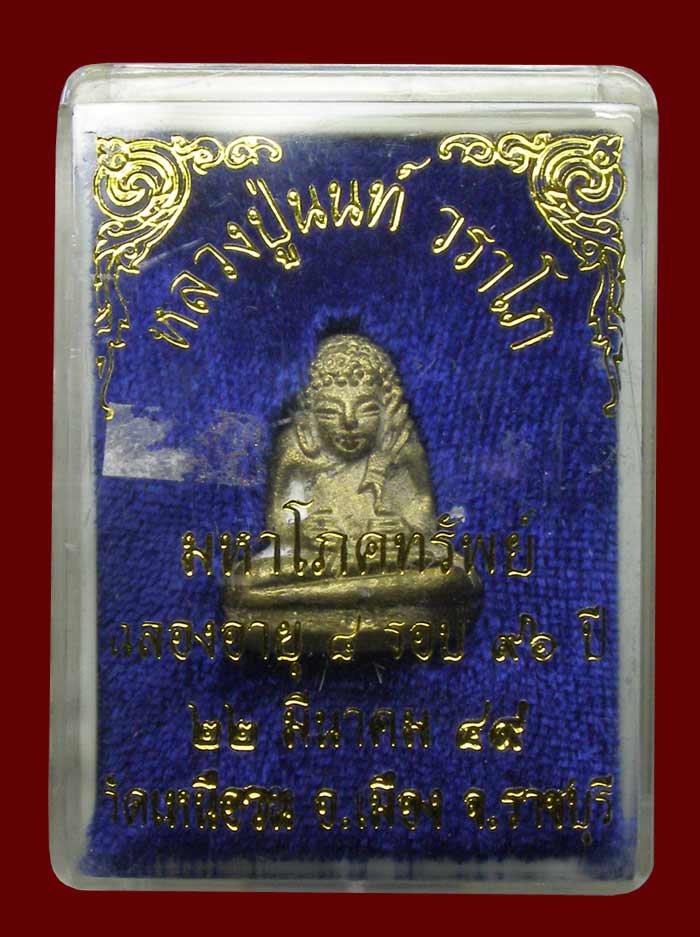 หลวงปู่นนท์ วราโภ
มหาโภคทรัพย์
ฉลองอายุ ๘ รอบ ๙๖ ปี
๒๒ มีนาคม ๔๙
วัดเหนือวน อ.เมือง จ.ราชบุรี